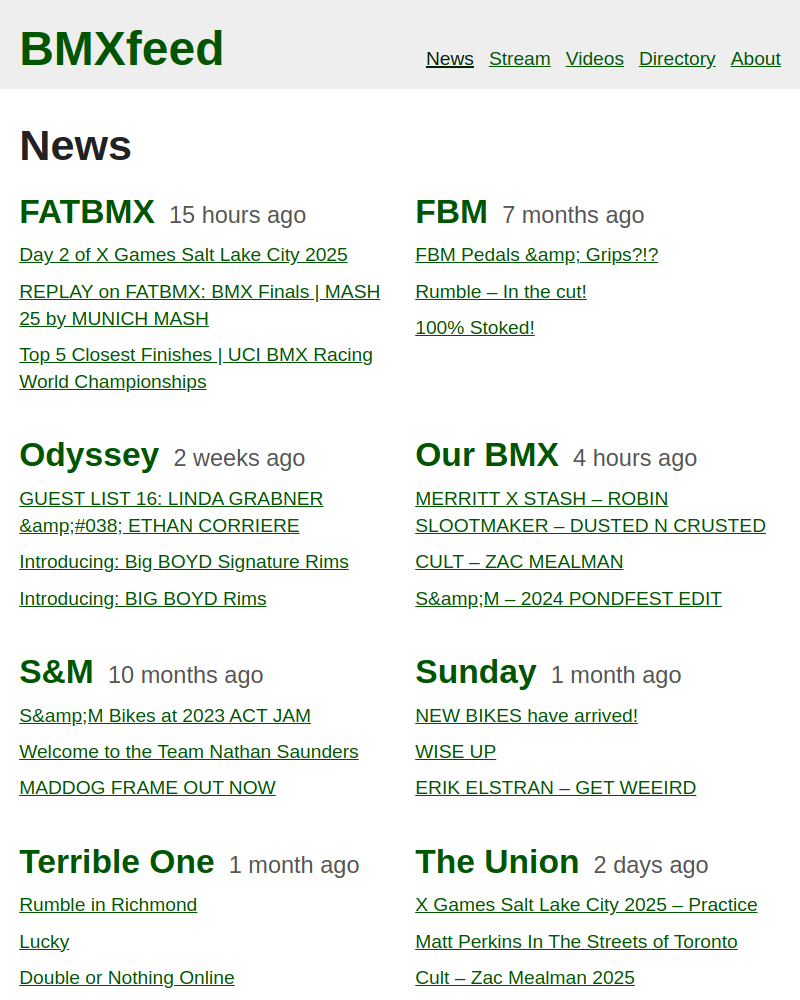 BMXfeed
News Stream Videos Directory About
News
FATBMX 15 hours ago
Day 2 of X Games Salt Lake City 2025
REPLAY on FATBMX: BMX Finals | MASH
25 by MUNICH MASH
Top 5 Closest Finishes | UCI BMX Racing
World Championships
FBM 7 months ago
FBM Pedals &amp; Grips?!?
Rumble – In the cut!
100% Stoked!
Odyssey 2 weeks ago
GUEST LIST 16: LINDA GRABNER
&amp;#038; ETHAN CORRIERE
Introducing: Big BOYD Signature Rims
Introducing: BIG BOYD Rims
Our BMX 4 hours ago
MERRITT X STASH – ROBIN
SLOOTMAKER – DUSTED N CRUSTED
CULT – ZAC MEALMAN
S&amp;M – 2024 PONDFEST EDIT
S&M 10 months ago
S&amp;M Bikes at 2023 ACT JAM
Welcome to the Team Nathan Saunders
MADDOG FRAME OUT NOW
Sunday 1 month ago
NEW BIKES have arrived!
WISE UP
ERIK ELSTRAN – GET WEEIRD
Terrible One 1 month ago
Rumble in Richmond
Lucky
Double or Nothing Online
The Union 2 days ago
X Games Salt Lake City 2025 – Practice
Matt Perkins In The Streets of Toronto
Cult – Zac Mealman 2025